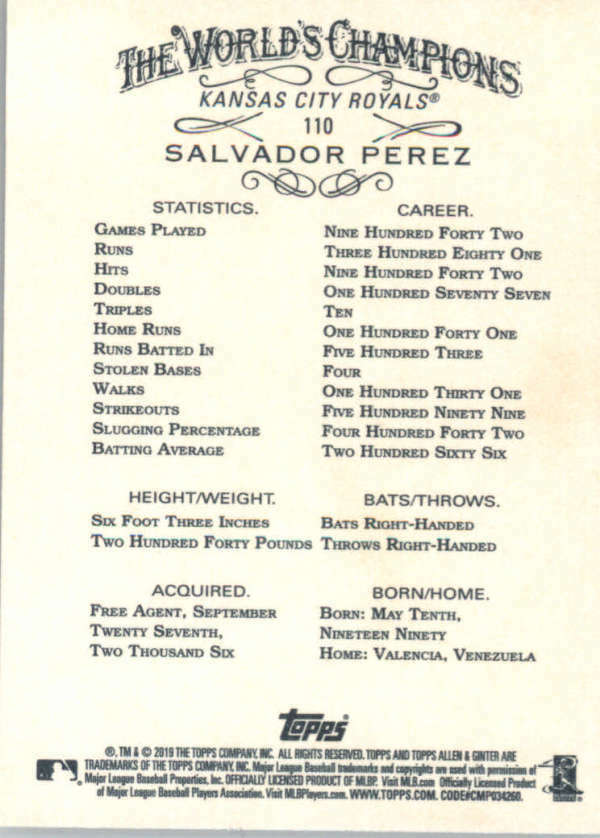 THE WORLD'S CHAMPIONS
KANSAS CITY ROYALS®
110
SALVADOR PEREZ
STATISTICS. CAREER.
GAMES PLAYED NINE HUNDRED FORTY TWO
RUNS THREE HUNDRED EIGHTY ONE
HITS NINE HUNDRED FORTY TWO
DOUBLES ONE HUNDRED SEVENTY SEVEN
TRIPLES TEN
HOME RUNS ONE HUNDRED FORTY ONE
RUNS BATTED IN FIVE HUNDRED THREE
STOLEN BASES FOUR
WALKS ONE HUNDRED THIRTY ONE
STRIKEOUTS FIVE HUNDRED NINETY NINE
SLUGGING PERCENTAGE FOUR HUNDRED FORTY TWO
BATTING AVERAGE TWO HUNDRED SIXTY SIX
HEIGHT/WEIGHT. BATS/THROWS.
SIX FOOT THREE INCHES BATS RIGHT-HANDED
TWO HUNDRED FORTY POUNDS THROWS RIGHT-HANDED
ACQUIRED. BORN/HOME.
FREE AGENT, SEPTEMBER BORN: MAY TENTH,
TWENTY SEVENTH, NINETEEN NINETY
TWO THOUSAND SIX HOME: VALENCIA, VENEZUELA
Topps
®, TM & © 2019 THE TOPPS COMPANY, INC. ALL RIGHTS RESERVED. TOPPS AND TOPPS ALLEN & GINTER ARE
TRADEMARKS OF THE TOPPS COMPANY, INC. Major League Baseball trademarks and copyrights are used with permission of
Major League Baseball Properties, Inc. OFFICIALLY LICENSED PRODUCT OF MLBP. Visit MLB.com Officially Licensed Product
of Major League Baseball Players Association. Visit MLBPlayers.com. WWW.TOPPS.COM. CODE#CMP034260.